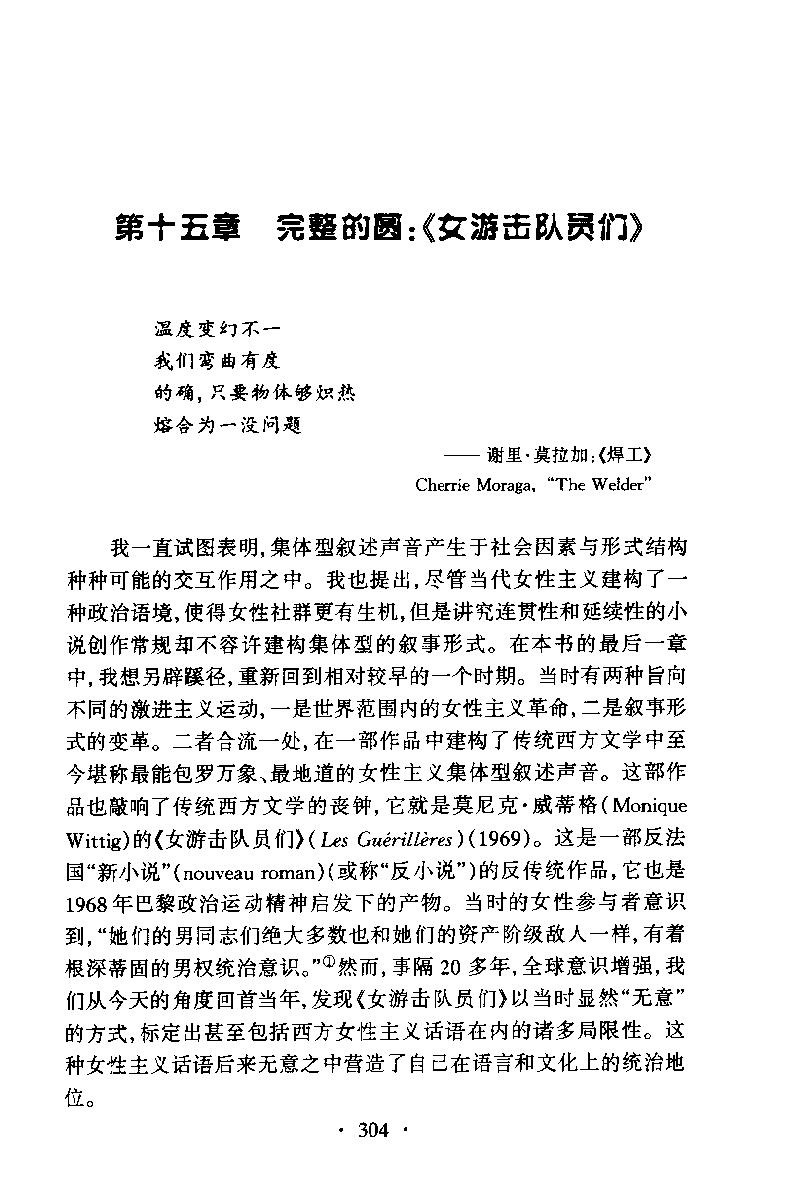 第十五章　完整的圆:《女游击队员们》
温度变幻不一
我们弯曲有度
的确,只要物体够炽热
熔合为一没问题
—— 谢里·莫拉加:《焊工》
Cherrie Moraga, “The Welder”
我一直试图表明,集体型叙述声音产生于社会因素与形式结构
种种可能的交互作用之中。我也提出,尽管当代女性主义建构了一
种政治语境,使得女性社群更有生机,但是讲究连贯性和延续性的小
说创作常规却不容许建构集体型的叙事形式。在本书的最后一章
中,我想另辟蹊径,重新回到相对较早的一个时期。当时有两种旨向
不同的激进主义运动,一是世界范围内的女性主义革命,二是叙事形
式的变革。二者合流一处,在一部作品中建构了传统西方文学中至
今堪称最能包罗万象、最地道的女性主义集体型叙述声音。这部作
品也敲响了传统西方文学的丧钟,它就是莫尼克·威蒂格(Monique
Wittig)的《女游击队员们》(Les Guérillères)(1969)。这是一部反法
国“新小说”(nouveau roman)(或称“反小说”)的反传统作品,它也是
1968年巴黎政治运动精神启发下的产物。当时的女性参与者意识
到,“她们的男同志们绝大多数也和她们的资产阶级敌人一样,有着
根深蒂固的男权统治意识。”①然而,事隔 20 多年,全球意识增强,我
们从今天的角度回首当年,发现《女游击队员们》以当时显然“无意”
的方式,标定出甚至包括西方女性主义话语在内的诸多局限性。这
种女性主义话语后来无意之中营造了自己在语言和文化上的统治地
位。
· 304 ·